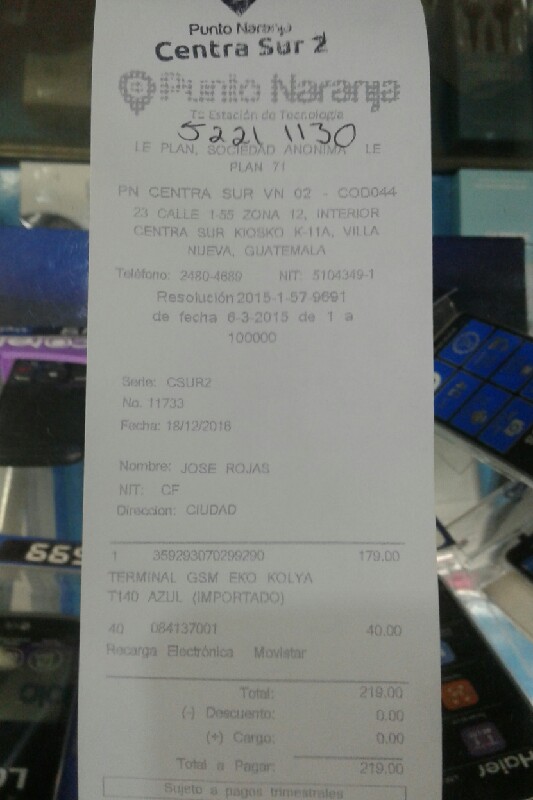 Punto Naranja
Centra Sur 2
Punto Naranja
Tu Estación de Tecnología
5221 1130
LE PLAN, SOCIEDAD ANONIMA LE
PLAN 71
PN CENTRA SUR VN 02 - COD044
23 CALLE 1-55 ZONA 12, INTERIOR
CENTRA SUR KIOSKO K-11A, VILLA
NUEVA, GUATEMALA
Teléfono: 2480-4689 NIT: 5104349-1
Resolución 2015-1-57-9691
de fecha 6-3-2015 de 1 a
100000
Serie: CSUR2
No. 11733
Fecha: 18/12/2016
Nombre: JOSE ROJAS
NIT: CF
Direccion: CIUDAD
1 359293070299290 179.00
TERMINAL GSM EKO KOLYA
T140 AZUL (IMPORTADO)
40 084137001 40.00
Recarga Electrónica Movistar
Total: 219.00
(-) Descuento: 0.00
(+) Cargo: 0.00
Total a Pagar: 219.00
Sujeto a pagos trimestrales
Haier